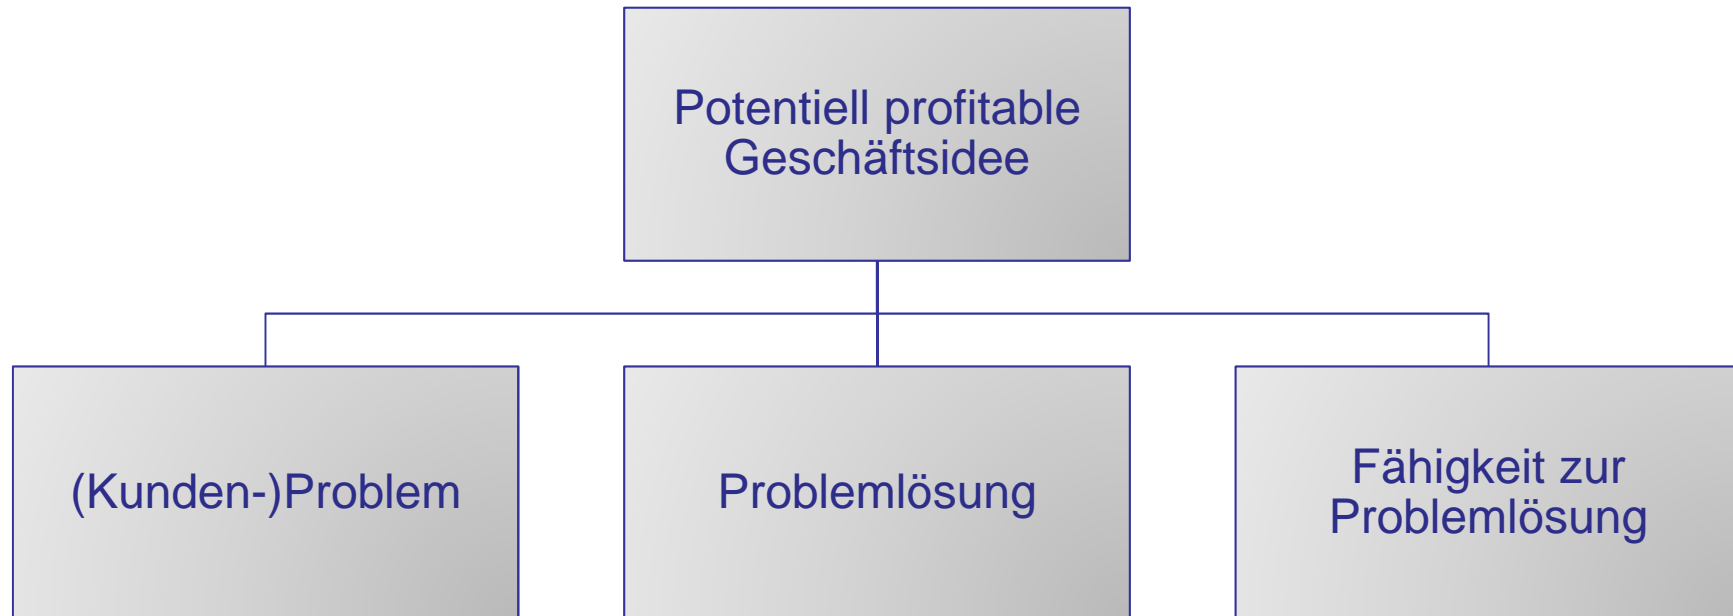 Potentiell profitable
Geschäftsidee
(Kunden-)Problem
Problemlösung
Fähigkeit zur
Problemlösung